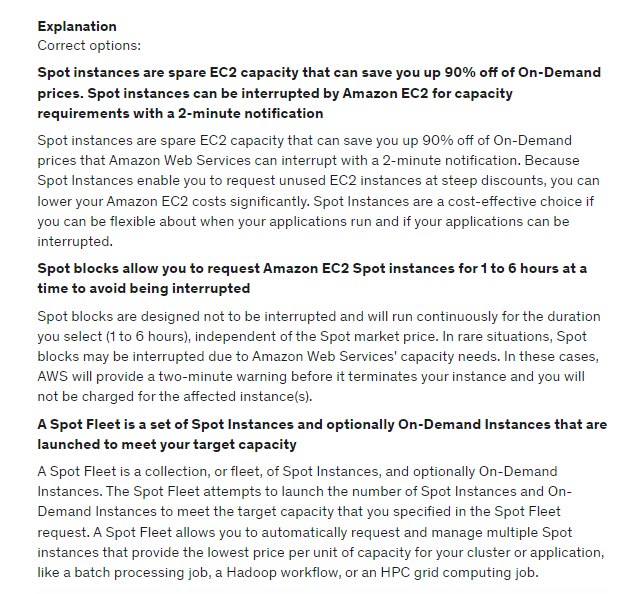 Explanation
Correct options:
Spot instances are spare EC2 capacity that can save you up 90% off of On-Demand
prices. Spot instances can be interrupted by Amazon EC2 for capacity
requirements with a 2-minute notification
Spot instances are spare EC2 capacity that can save you up 90% off of On-Demand
prices that Amazon Web Services can interrupt with a 2-minute notification. Because
Spot Instances enable you to request unused EC2 instances at steep discounts, you can
lower your Amazon EC2 costs significantly. Spot Instances are a cost-effective choice if
you can be flexible about when your applications run and if your applications can be
interrupted.
Spot blocks allow you to request Amazon EC2 Spot instances for 1 to 6 hours at a
time to avoid being interrupted
Spot blocks are designed not to be interrupted and will run continuously for the duration
you select (1 to 6 hours), independent of the Spot market price. In rare situations, Spot
blocks may be interrupted due to Amazon Web Services' capacity needs. In these cases,
AWS will provide a two-minute warning before it terminates your instance and you will
not be charged for the affected instance(s).
A Spot Fleet is a set of Spot Instances and optionally On-Demand Instances that are
launched to meet your target capacity
A Spot Fleet is a collection, or fleet, of Spot Instances, and optionally On-Demand
Instances. The Spot Fleet attempts to launch the number of Spot Instances and On-
Demand Instances to meet the target capacity that you specified in the Spot Fleet
request. A Spot Fleet allows you to automatically request and manage multiple Spot
instances that provide the lowest price per unit of capacity for your cluster or application,
like a batch processing job, a Hadoop workflow, or an HPC grid computing job.